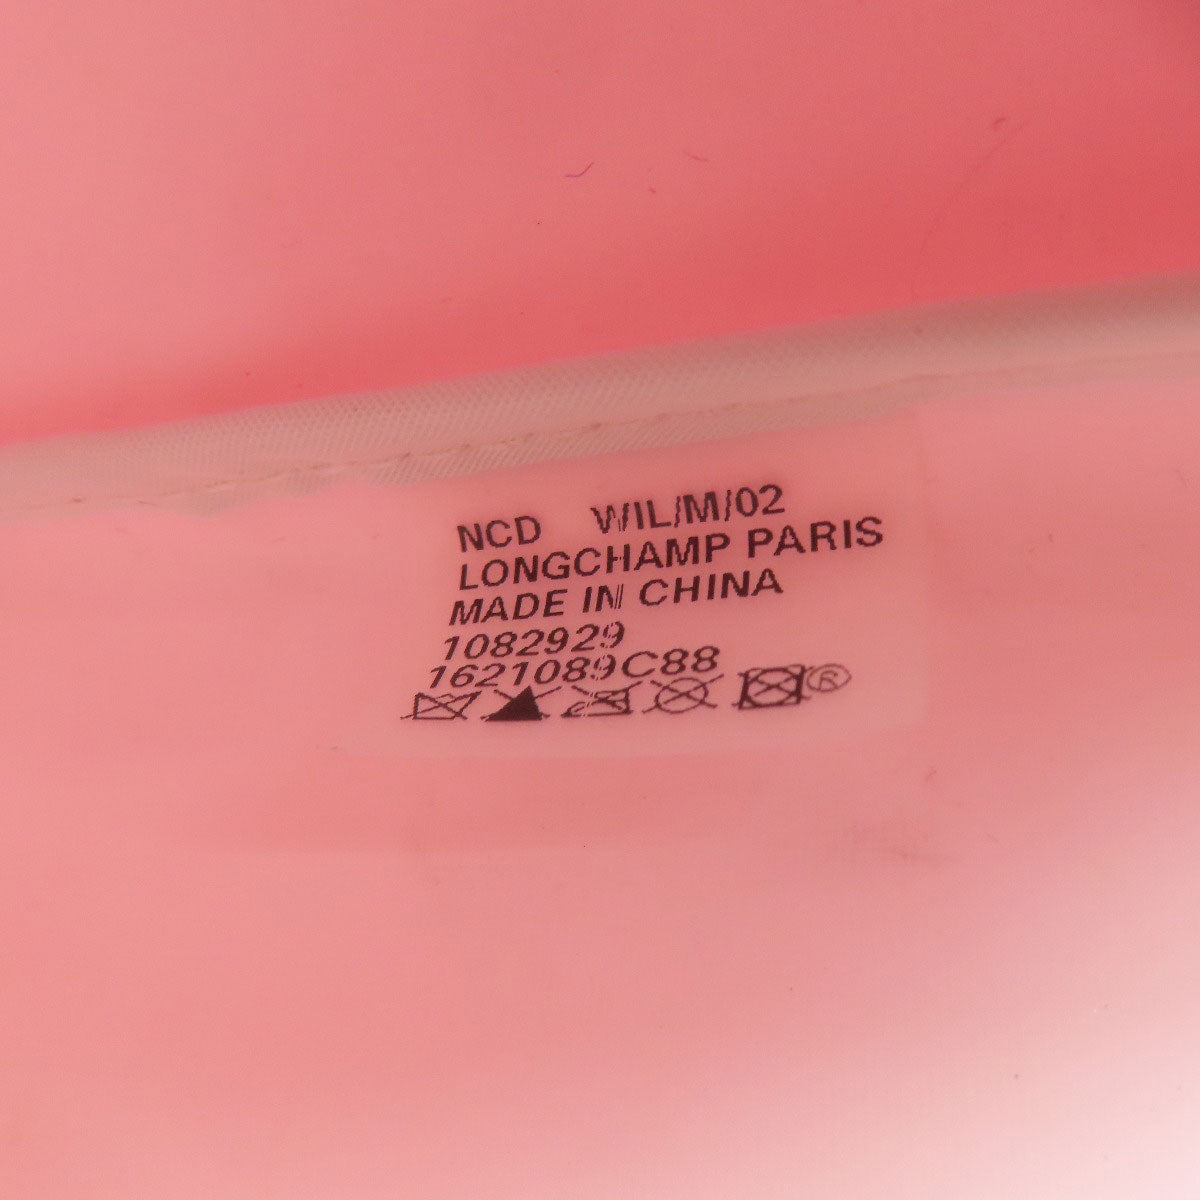 NCD WIL/M/02
LONGCHAMP PARIS
MADE IN CHINA
1082929
1621089C88
®